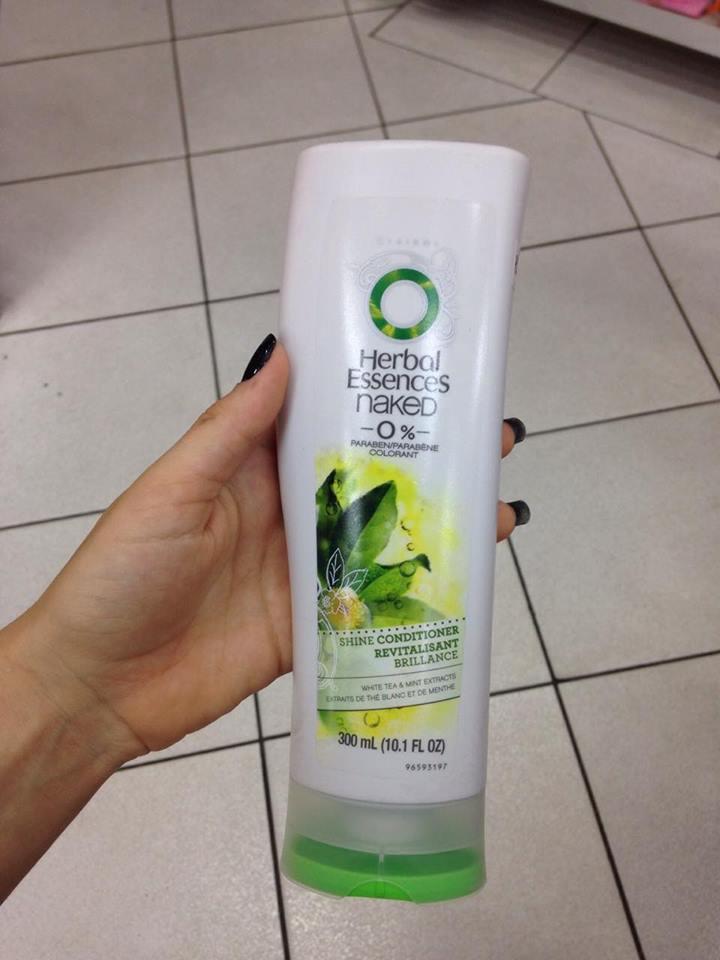 CLAIROL
Herbal
Essences
naked
0 %
PARABEN/PARABÈNE
COLORANT
SHINE CONDITIONER
REVITALISANT
BRILLANCE
WHITE TEA & MINT EXTRACTS
EXTRAITS DE THÉ BLANC ET DE MENTHE
300 mL (10.1 FL OZ)
96593197